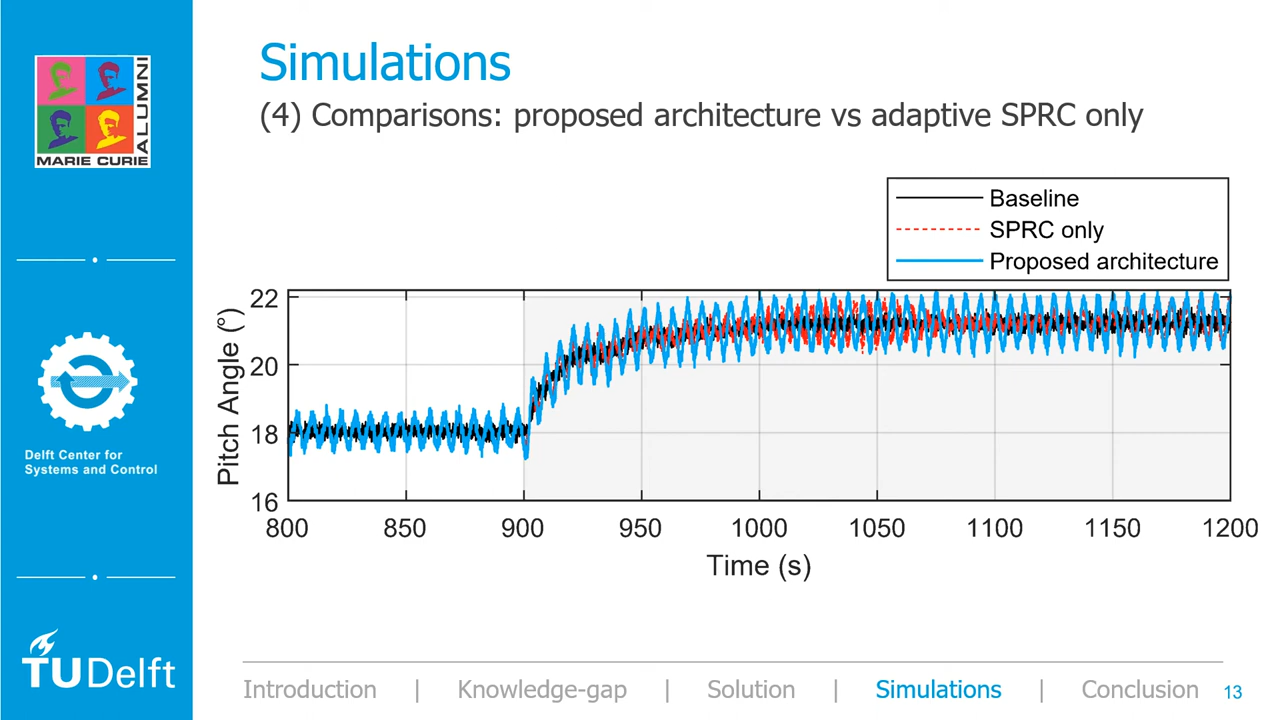 MARIE CURIE
ALUMNI
Delft Center for
Systems and Control
TUDelft
Simulations
(4) Comparisons: proposed architecture vs adaptive SPRC only
Baseline
SPRC only
Proposed architecture
Pitch Angle (°)
22
20
18
16
800 850 900 950 1000 1050 1100 1150 1200
Time (s)
Introduction | Knowledge-gap | Solution | Simulations | Conclusion 13